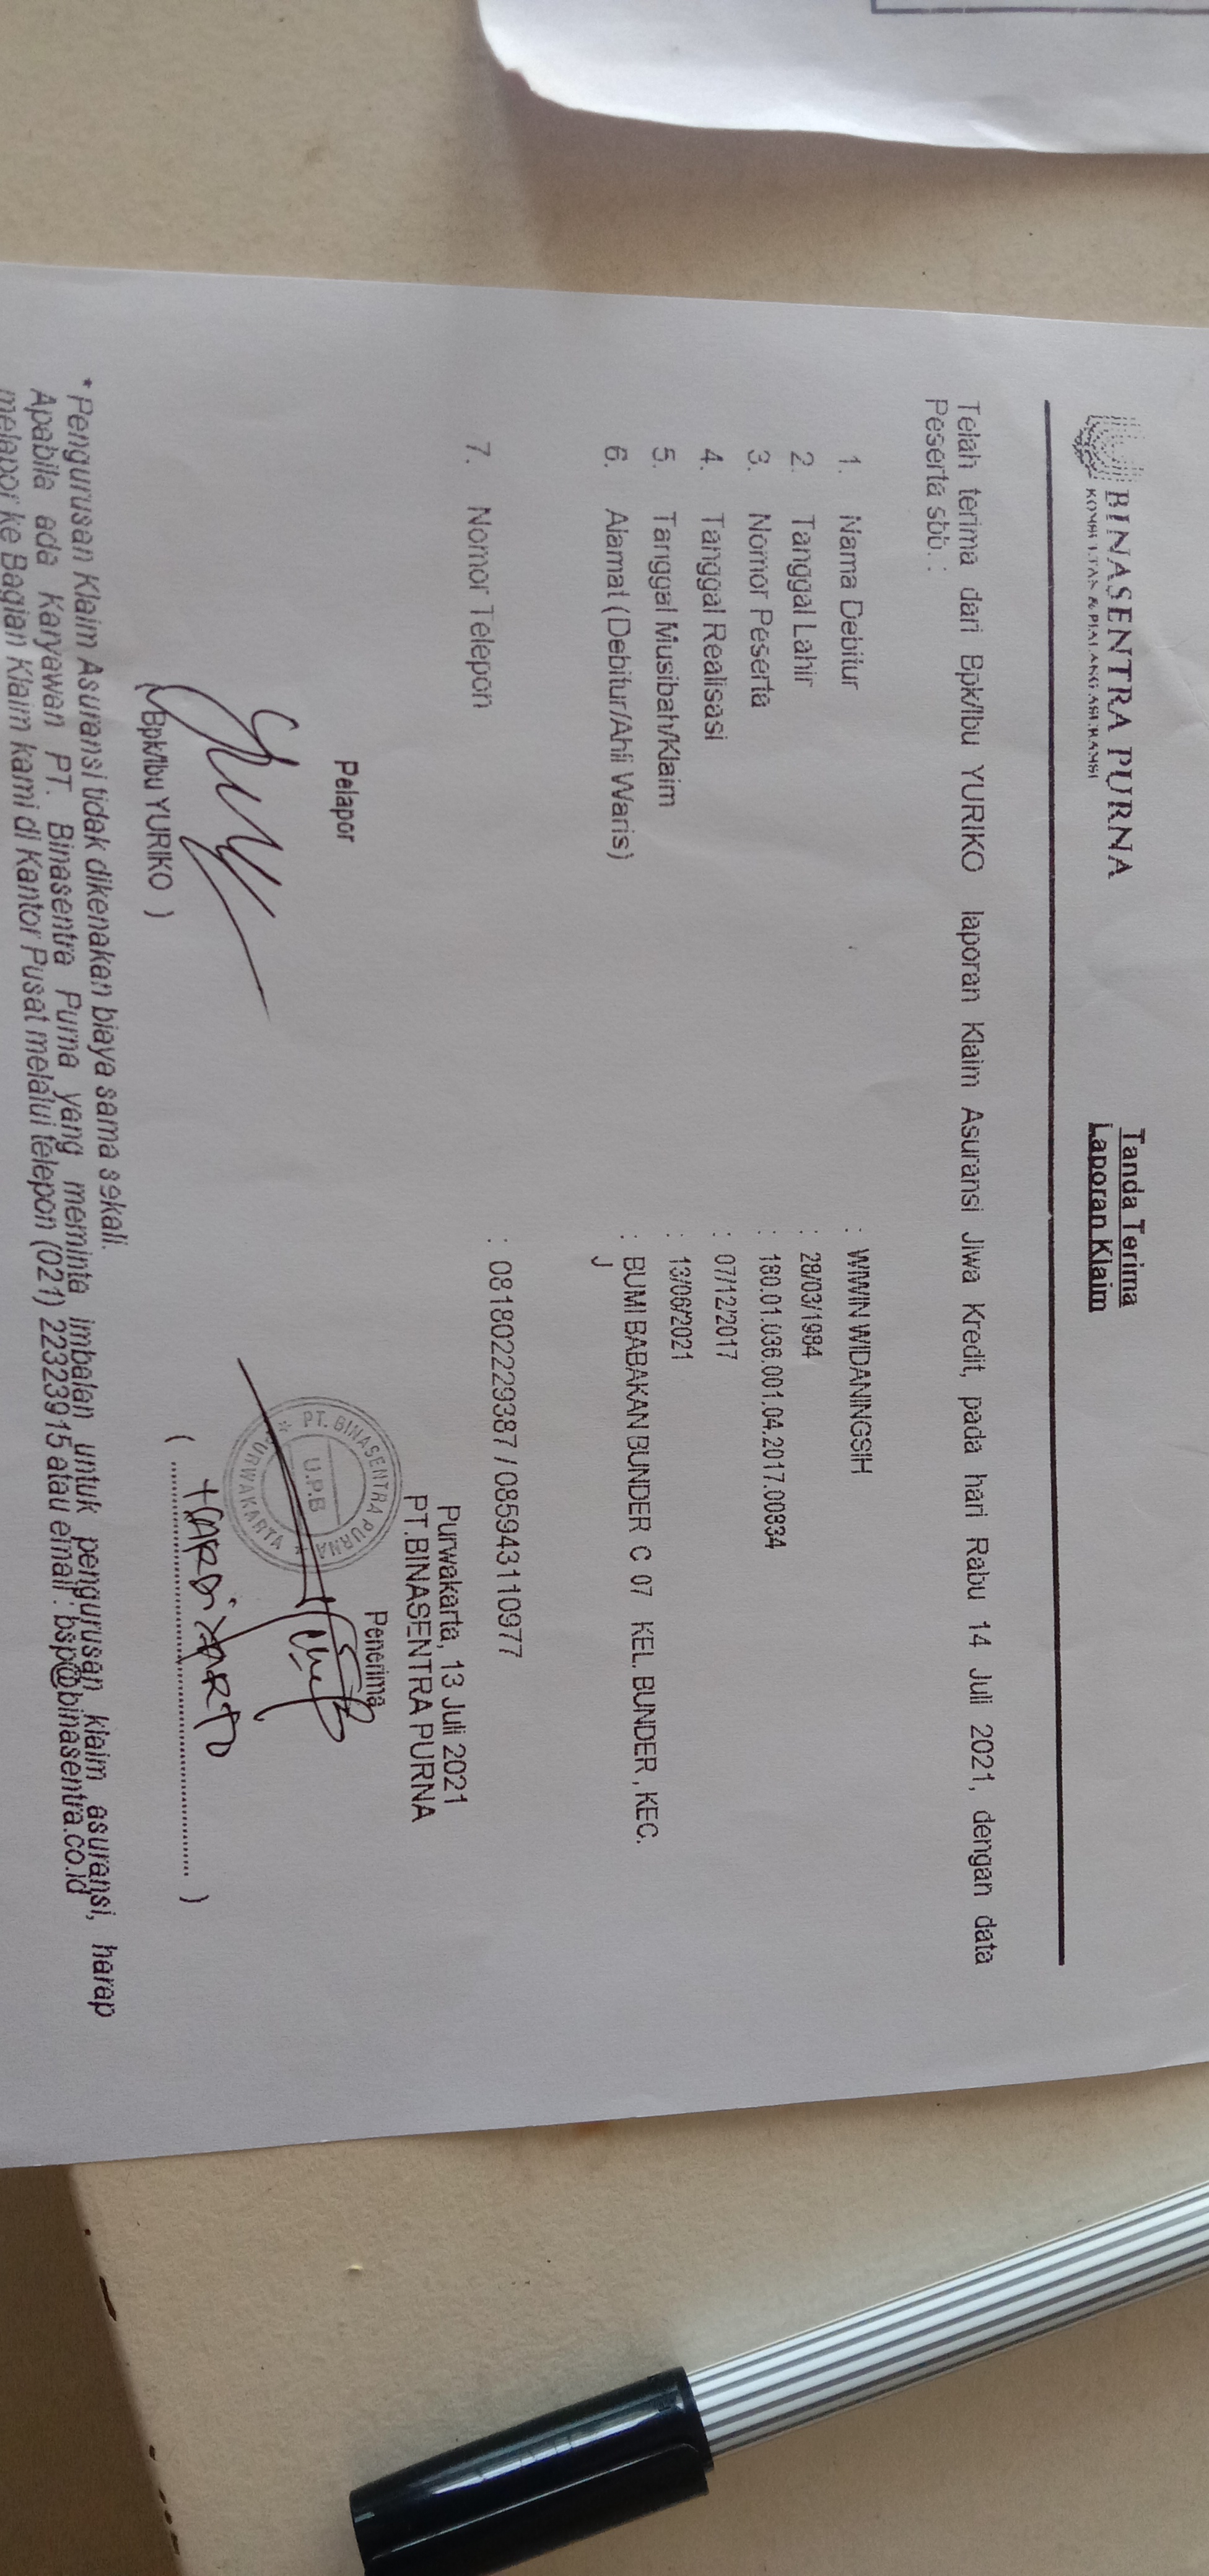 BINASENTRA PURNA
KONSULTAN & PIALANG ASURANSI
Tanda Terima
Laporan Klaim
Telah terima dari Bpk/Ibu YURIKO laporan Klaim Asuransi Jiwa Kredit, pada hari Rabu 14 Juli 2021, dengan data
Peserta sbb. :
1. Nama Debitur : WIWIN WIDANINGSIH
2. Tanggal Lahir : 28/03/1984
3. Nomor Peserta : 180.01.036.001.04.2017.00834
4. Tanggal Realisasi : 07/12/2017
5. Tanggal Musibah/Klaim : 13/06/2021
6. Alamat (Debitur/Ahli Waris) : BUMI BABAKAN BUNDER C 07 KEL. BUNDER , KEC.
J
7. Nomor Telepon : 081802229387 / 085943110977
Purwakarta, 13 Juli 2021
PT.BINASENTRA PURNA
Pelapor
Penerima
PT. BINASENTRA PURNA
U.P.B
* PURWAKARTA *
( Bpk/Ibu YURIKO )
( HARDIYARTO )
* Pengurusan Klaim Asuransi tidak dikenakan biaya sama sekali.
Apabila ada Karyawan PT. Binasentra Purna yang meminta imbalan untuk pengurusan klaim asuransi, harap
melapor ke Bagian Klaim kami di Kantor Pusat melalui telepon (021) 22323915 atau email : bsp@binasentra.co.id